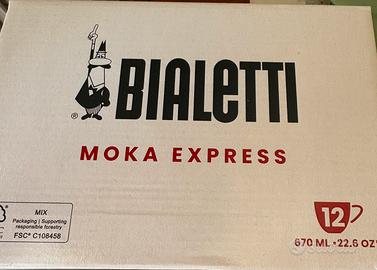 BIALETTI
®
MOKA EXPRESS
MIX
Packaging | Supporting
responsible forestry
FSC® C108458
12
670 ML • 22.6 OZ